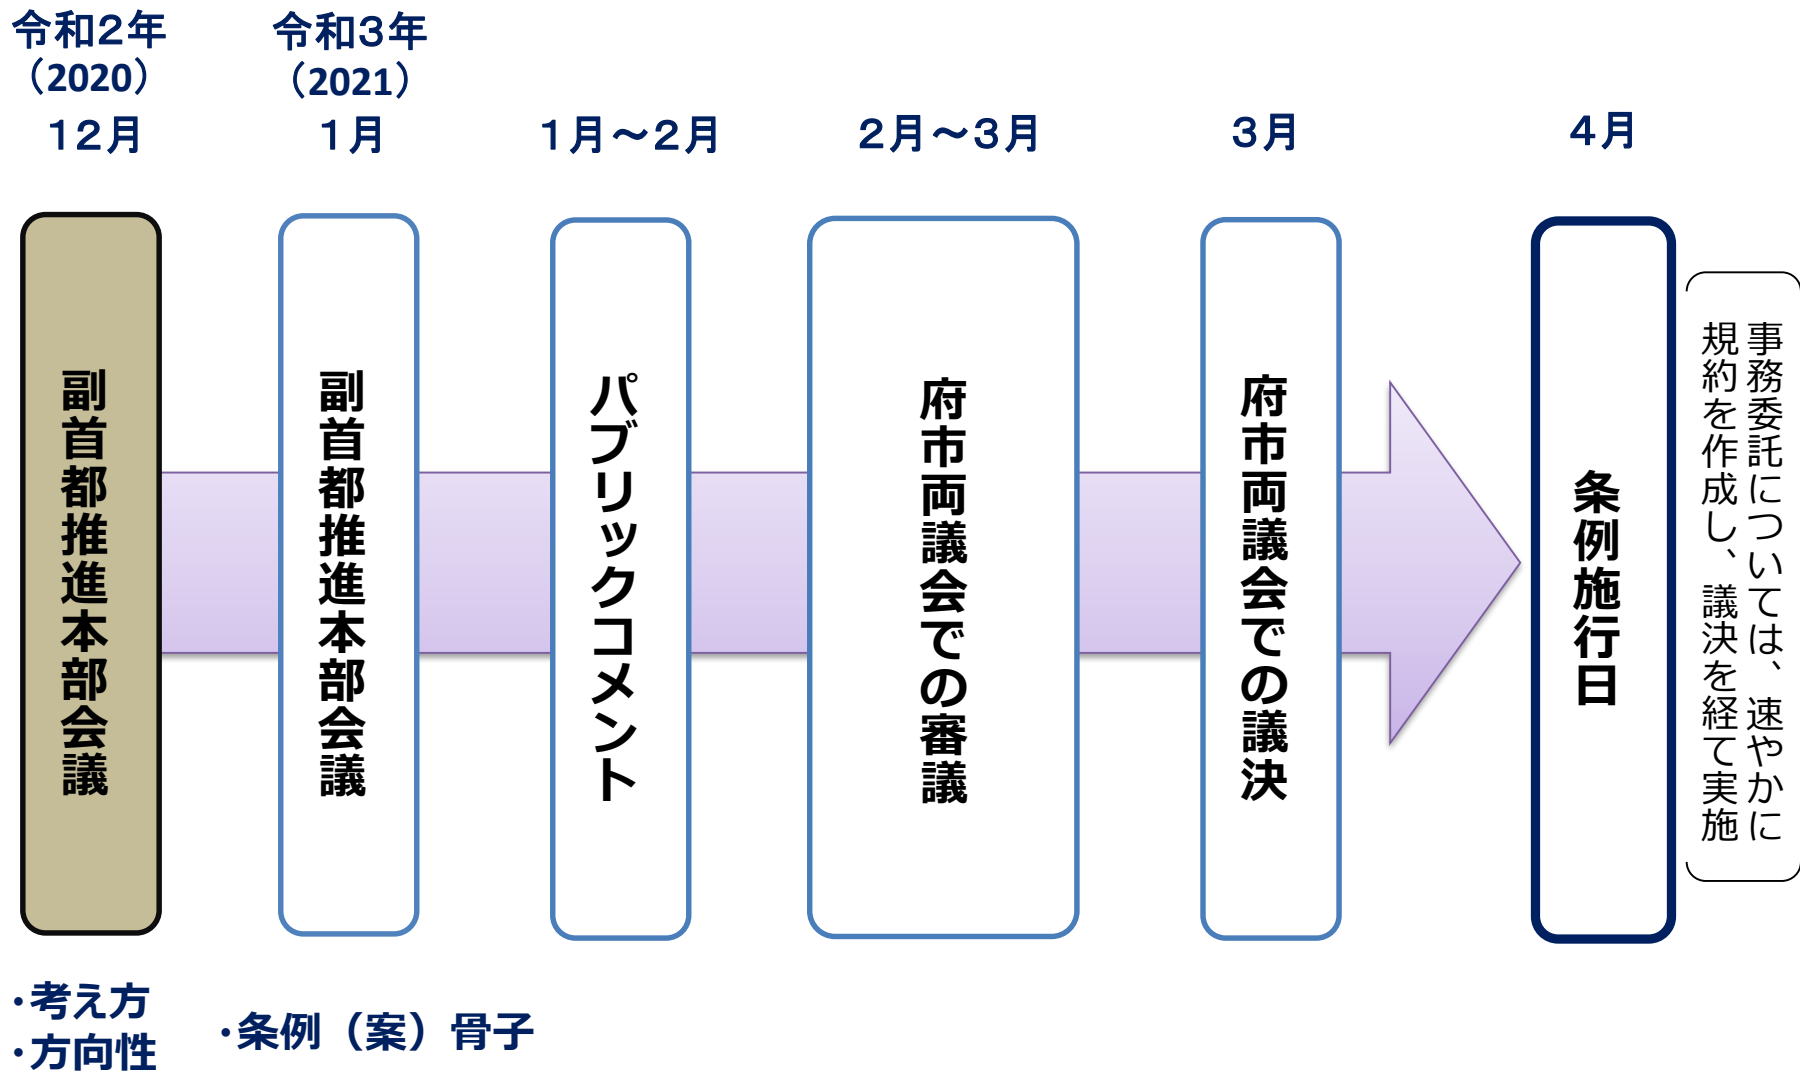 令和２年
（2020）
12月
令和３年
（2021）
１月
１月～２月
２月～３月
３月
４月
副首都推進本部会議
副首都推進本部会議
パブリックコメント
府市両議会での審議
府市両議会での議決
条例施行日
事務委託については、速やかに
規約を作成し、議決を経て実施
・考え方
・方向性
・条例（案）骨子